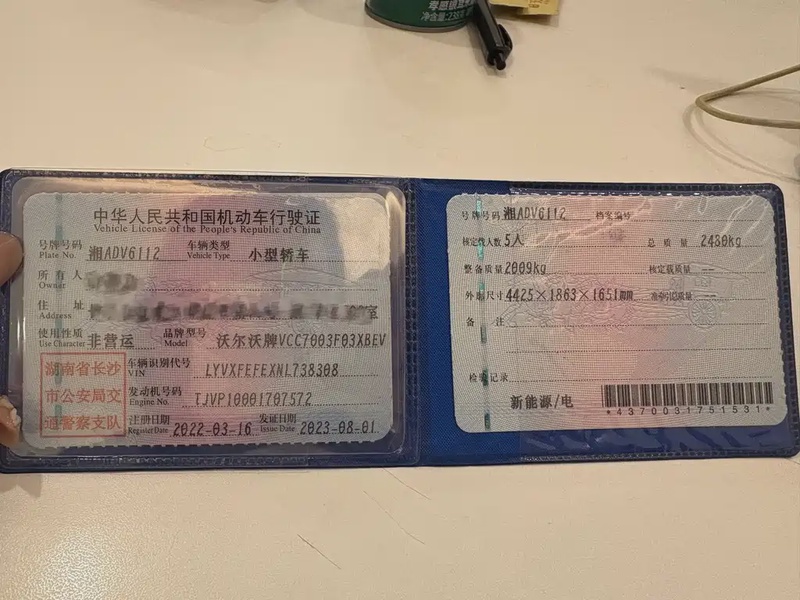 净含量:238
中华人民共和国机动车行驶证
Vehicle License of the People's Republic of China
号牌号码 湘ADV6112 车辆类型 小型轿车
Plate No. Vehicle Type
所有人
Owner
住址 室
Address
使用性质 非营运 品牌型号 沃尔沃牌VCC7003F03XBEV
Use Character Model
湖南省长沙
市公安局交
通警察支队
车辆识别代号 LYVXFEFEXNL738308
VIN
发动机号码 TJVP10001707572
Engine No.
注册日期 2022-03-16 发证日期 2023-08-01
Register Date Issue Date
号牌号码 湘ADV6112 档案编号
核定载人数 5人 总质量 2430kg
整备质量 2009kg 核定载质量 --
外廓尺寸 4425×1863×1651mm 准牵引总质量 --
备注
检验记录
新能源/电
*4370031751531*